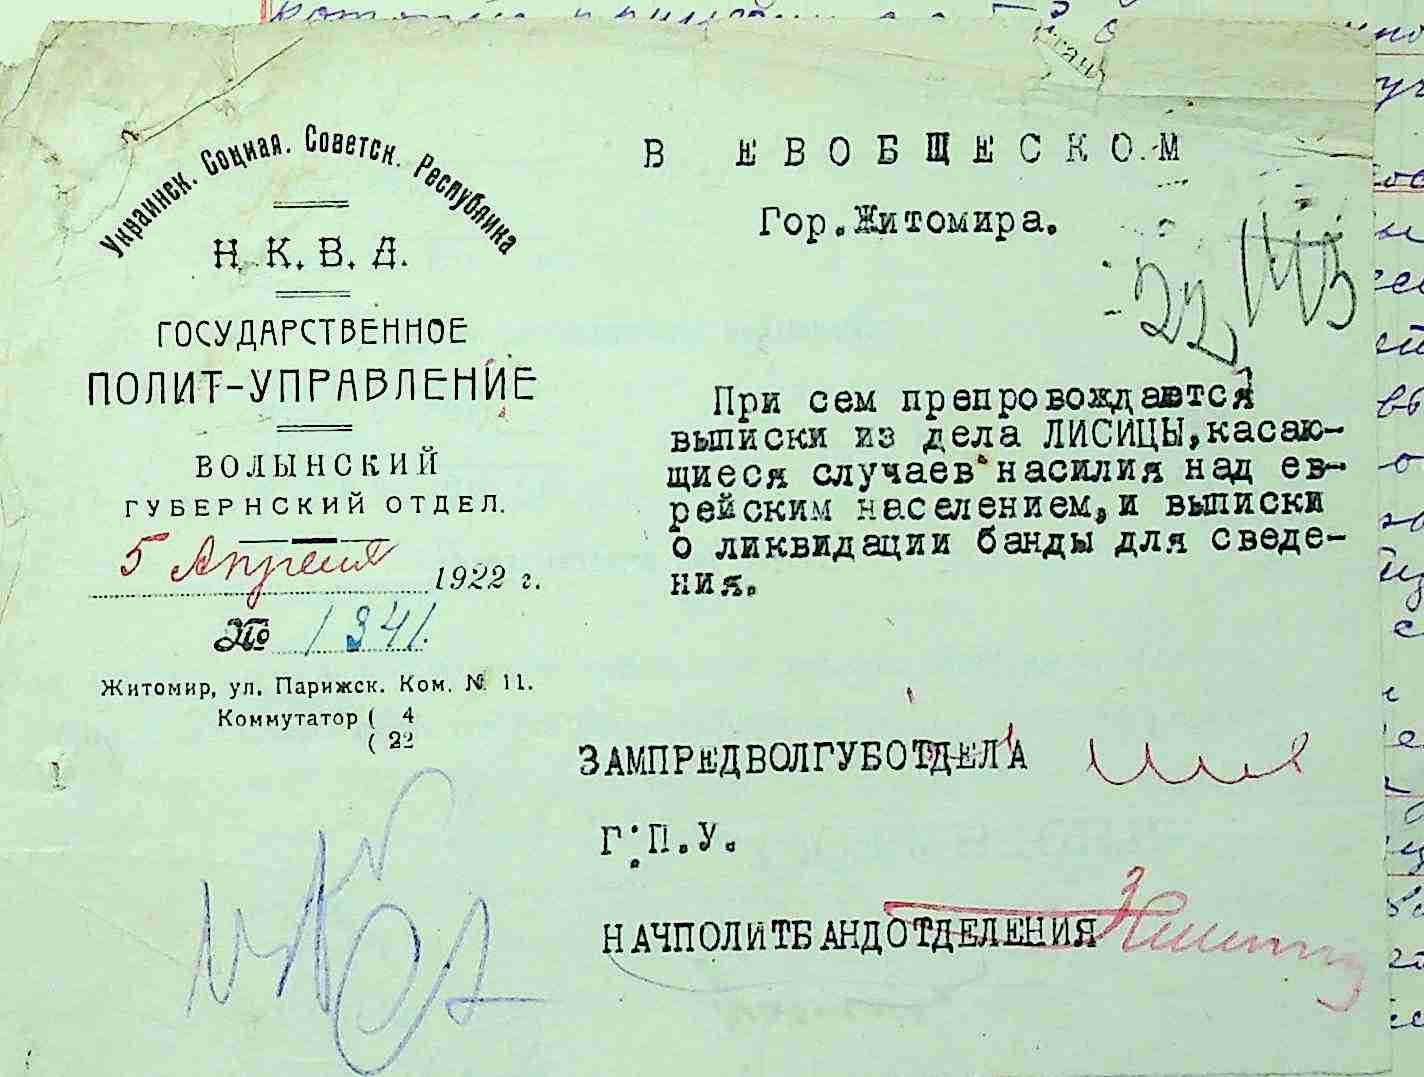 Украинск. Социал. Советск. Республика
Н. К. В. Д.
ГОСУДАРСТВЕННОЕ
ПОЛИТ-УПРАВЛЕНИЕ
ВОЛЫНСКИЙ
ГУБЕРНСКИЙ ОТДЕЛ.
5 Апреля 1922 г.
№ 1341.
Житомир, ул. Парижск. Ком. № 11.
Коммутатор ( 4
( 22
В ЕВОБЩЕСКОМ
Гор.Житомира.
При сем препровождаются
выписки из дела ЛИСИЦЫ,касаю-
щиеся случаев насилия над ев-
рейским населением,и выписки
о ликвидации банды для сведе-
ния.
ЗАМПРЕДВОЛГУБОТДЕЛА
Г.П.У.
НАЧПОЛИТБАНДОТДЕЛЕНИЯ